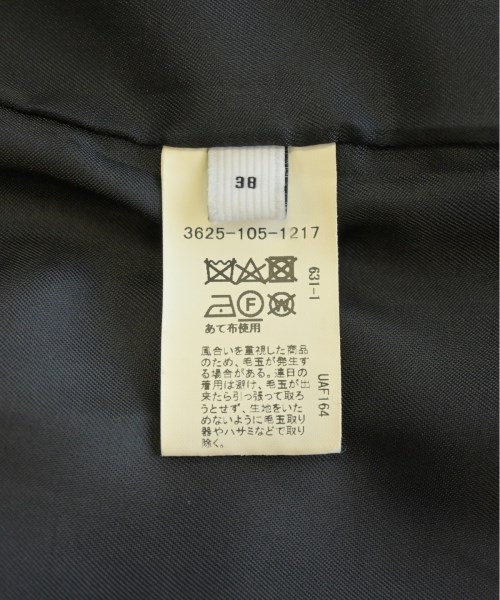 38
3625-105-1217
631-1
F
W
あて布使用
風合いを重視した商品
のため、毛玉が発生す
る場合がある。連日の
着用は避け、毛玉が出
来たら引っ張って取ろ
うとせず、生地をいた
めないように毛玉取り
器やハサミなどで取り
除く。
UAF164